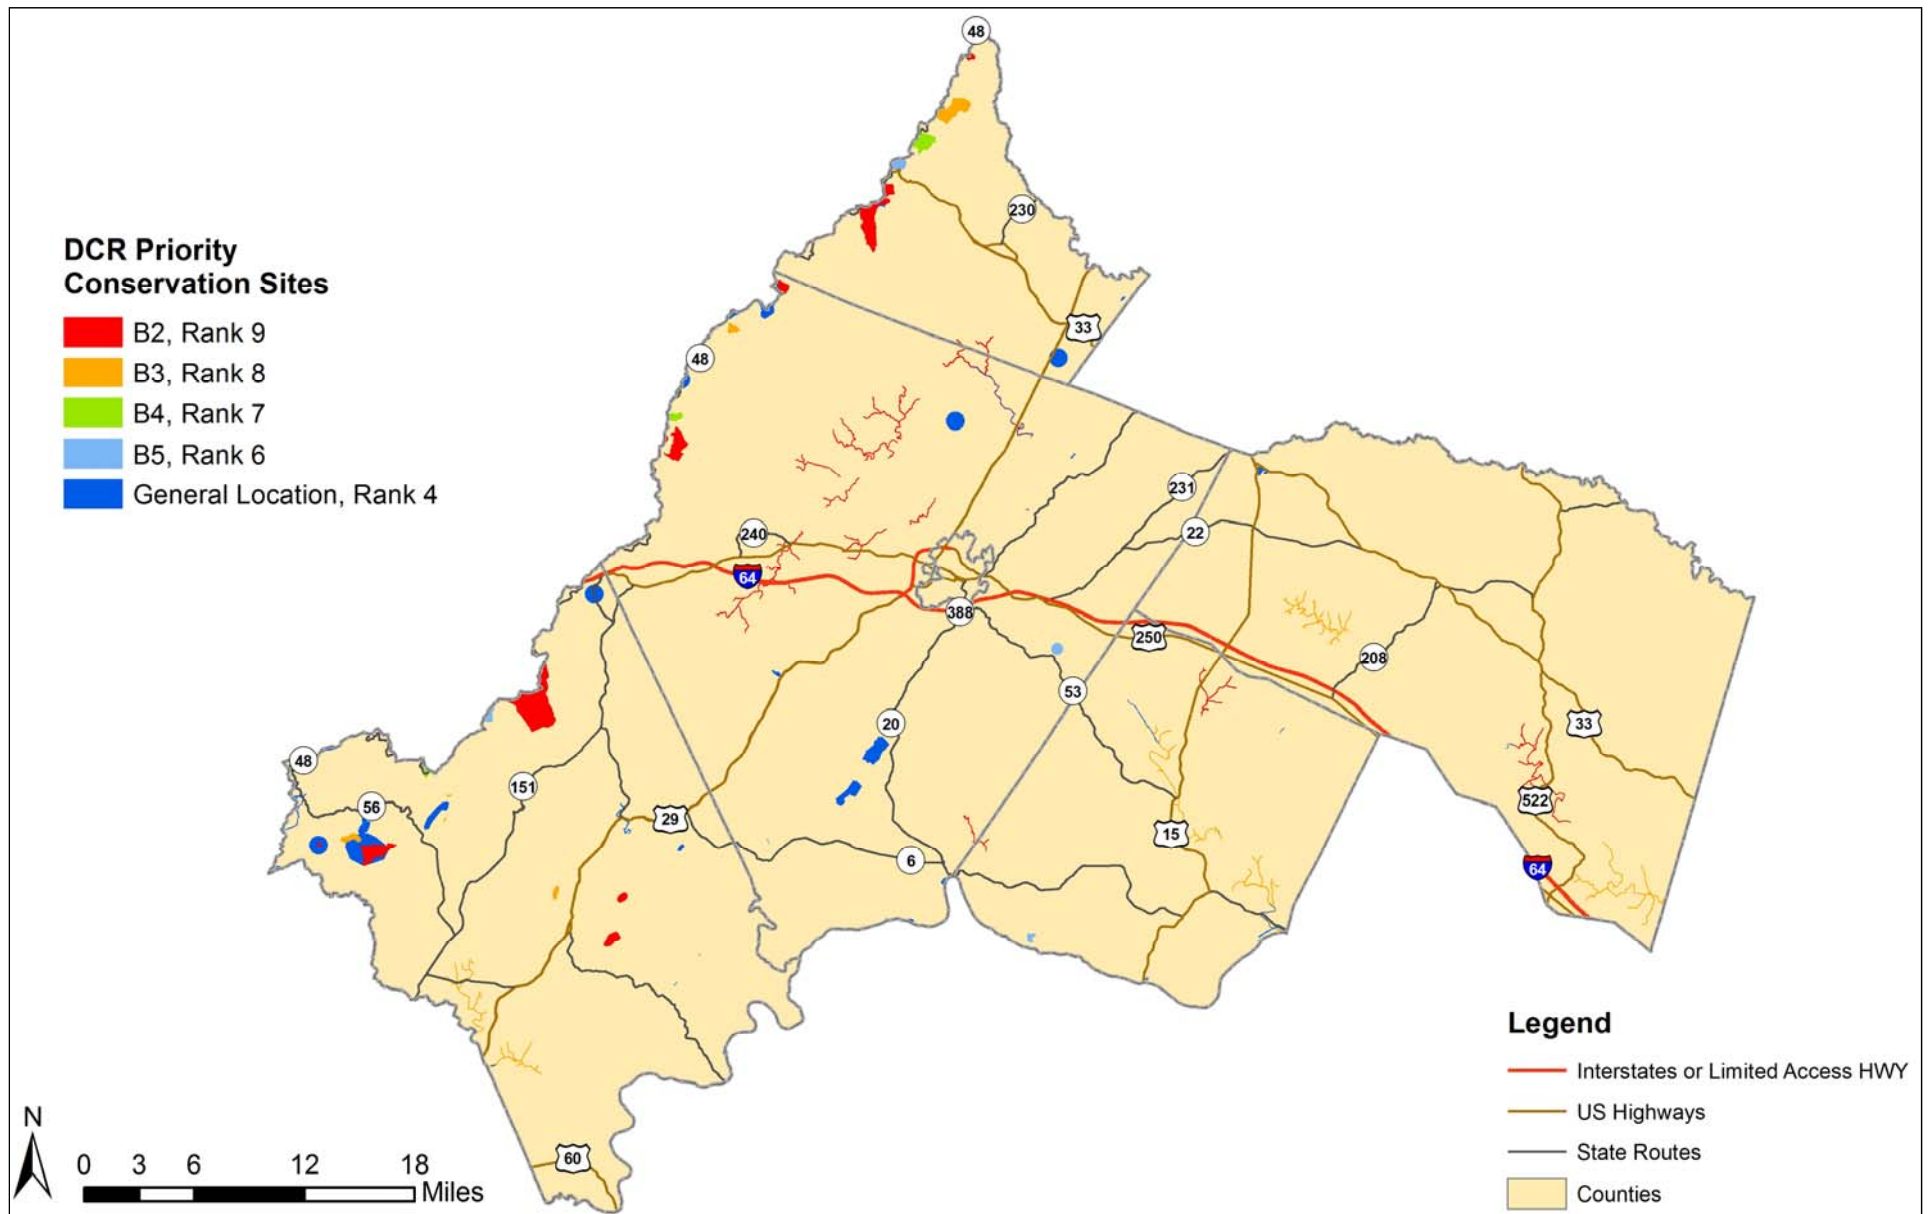 48
230
33
48
DCR Priority
Conservation Sites
B2, Rank 9
B3, Rank 8
B4, Rank 7
B5, Rank 6
General Location, Rank 4
231
22
240
64
388
250
208
53
20
33
48
151
56
29
522
15
6
64
60
N
0 3 6 12 18
Miles
Legend
Interstates or Limited Access HWY
US Highways
State Routes
Counties